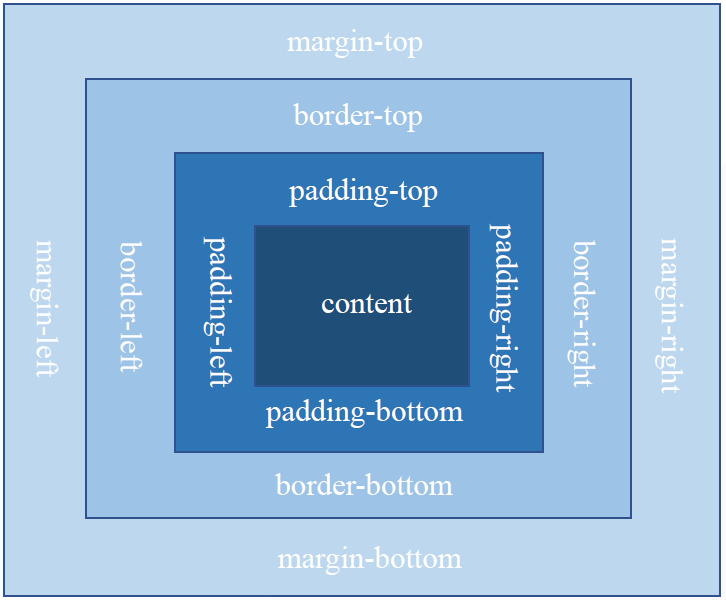 margin-top
border-top
padding-top
margin-left
border-left
padding-left
content
padding-right
border-right
margin-right
padding-bottom
border-bottom
margin-bottom